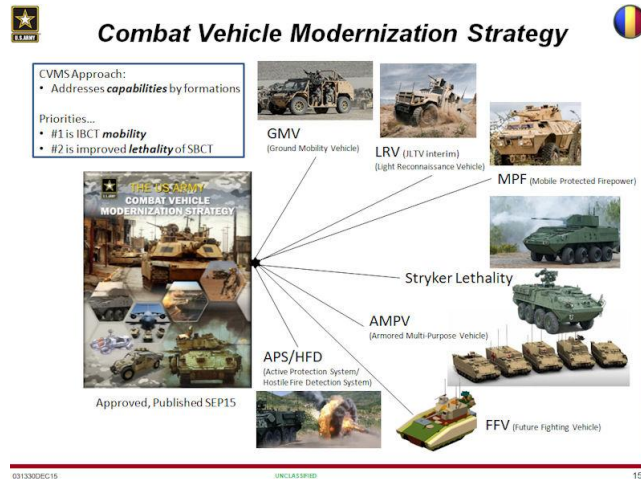 U.S. ARMY
Combat Vehicle Modernization Strategy
CVMS Approach:
• Addresses capabilities by formations
Priorities...
• #1 is IBCT mobility
• #2 is improved lethality of SBCT
GMV
(Ground Mobility Vehicle)
LRV (JLTV interim)
(Light Reconnaissance Vehicle)
MPF (Mobile Protected Firepower)
THE US ARMY
COMBAT VEHICLE
MODERNIZATION STRATEGY
Stryker Lethality
AMPV
(Armored Multi-Purpose Vehicle)
APS/HFD
(Active Protection System/
Hostile Fire Detection System)
Approved, Published SEP15
FFV (Future Fighting Vehicle)
031330DEC15
UNCLASSIFIED
15